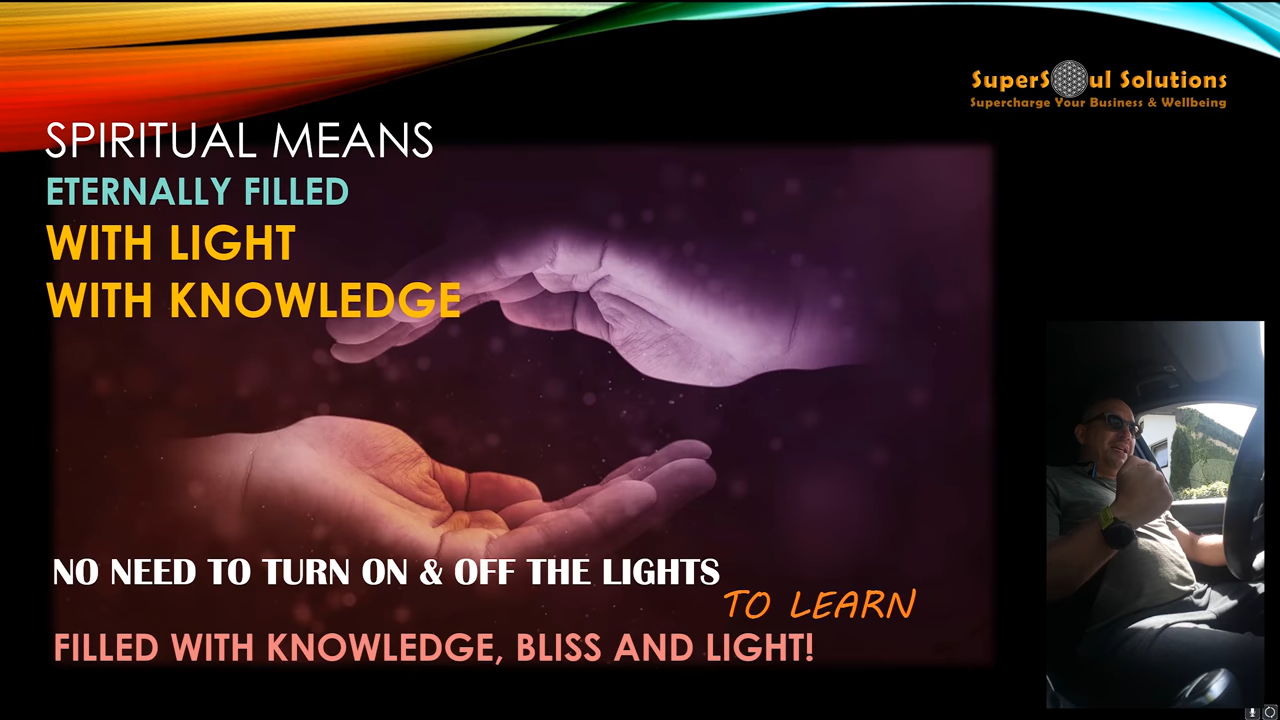 SuperSoul Solutions
Supercharge Your Business & Wellbeing
SPIRITUAL MEANS
ETERNALLY FILLED
WITH LIGHT
WITH KNOWLEDGE
NO NEED TO TURN ON & OFF THE LIGHTS
TO LEARN
FILLED WITH KNOWLEDGE, BLISS AND LIGHT!